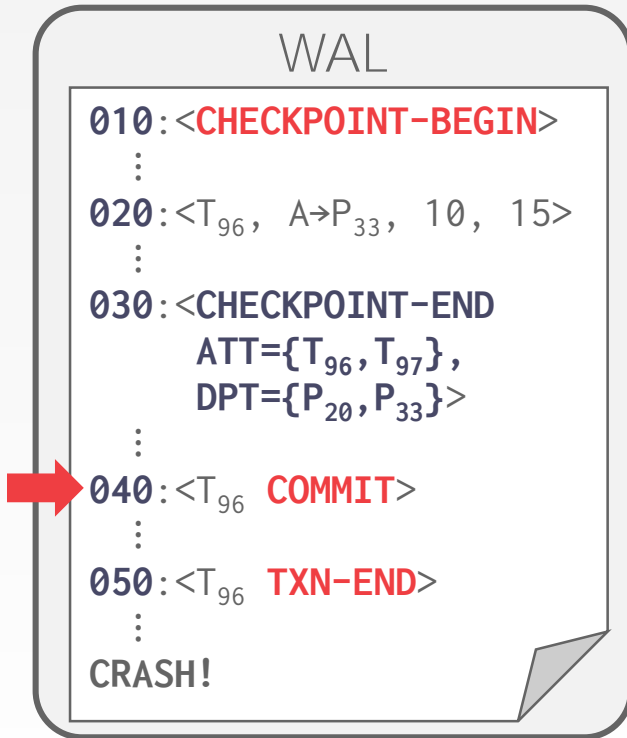 WAL
010:<CHECKPOINT-BEGIN>
⋮
020:<T₉₆, A→P₃₃, 10, 15>
⋮
030:<CHECKPOINT-END
ATT={T₉₆,T₉₇},
DPT={P₂₀,P₃₃}>
⋮
040:<T₉₆ COMMIT>
⋮
050:<T₉₆ TXN-END>
⋮
CRASH!